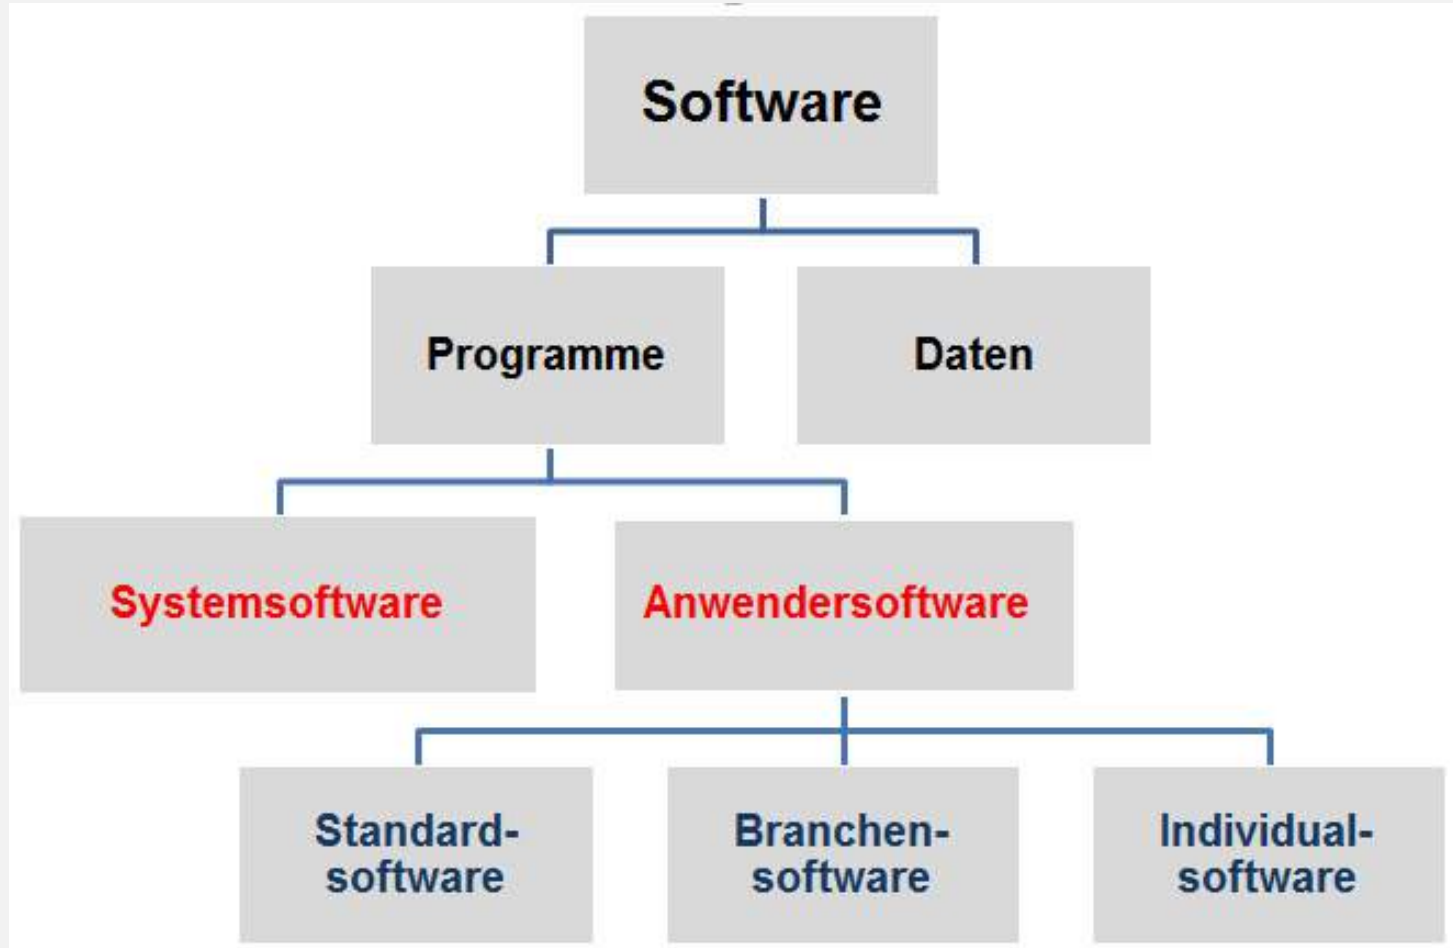 Software
Programme
Daten
Systemsoftware
Anwendersoftware
Standard-
software
Branchen-
software
Individual-
software